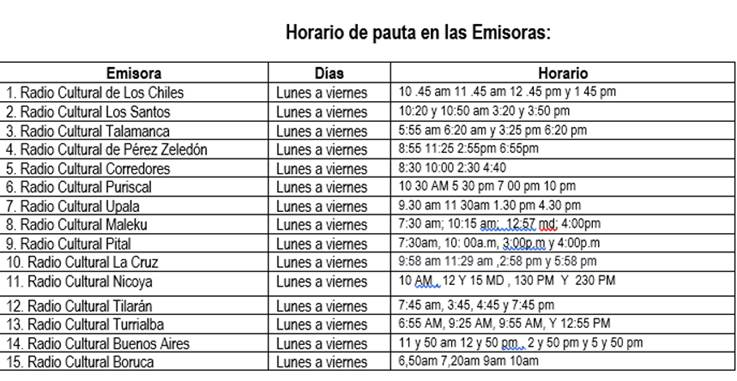 Horario de pauta en las Emisoras:
Emisora Días Horario
1. Radio Cultural de Los Chiles Lunes a viernes 10 .45 am 11 .45 am 12 .45 pm y 1 45 pm
2. Radio Cultural Los Santos Lunes a viernes 10:20 y 10:50 am 3:20 y 3:50 pm
3. Radio Cultural Talamanca Lunes a viernes 5:55 am 6:20 am y 3:25 pm 6:20 pm
4. Radio Cultural de Pérez Zeledón Lunes a viernes 8:55 11:25 2:55pm 6:55pm
5. Radio Cultural Corredores Lunes a viernes 8:30 10:00 2:30 4:40
6. Radio Cultural Puriscal Lunes a viernes 10 30 AM 5 30 pm 7 00 pm 10 pm
7. Radio Cultural Upala Lunes a viernes 9.30 am 11 30am 1.30 pm 4.30 pm
8. Radio Cultural Maleku Lunes a viernes 7:30 am; 10:15 am; 12:57 md; 4:00pm
9. Radio Cultural Pital Lunes a viernes 7:30am, 10: 00a.m, 3:00p.m y 4:00p.m
10. Radio Cultural La Cruz Lunes a viernes 9:58 am 11:29 am ,2:58 pm y 5:58 pm
11. Radio Cultural Nicoya Lunes a viernes 10 AM , 12 Y 15 MD , 130 PM Y 230 PM
12. Radio Cultural Tilarán Lunes a viernes 7:45 am, 3:45, 4:45 y 7:45 pm
13. Radio Cultural Turrialba Lunes a viernes 6:55 AM, 9:25 AM, 9:55 AM, Y 12:55 PM
14. Radio Cultural Buenos Aires Lunes a viernes 11 y 50 am 12 y 50 pm , 2 y 50 pm y 5 y 50 pm
15. Radio Cultural Boruca Lunes a viernes 6,50am 7,20am 9am 10am